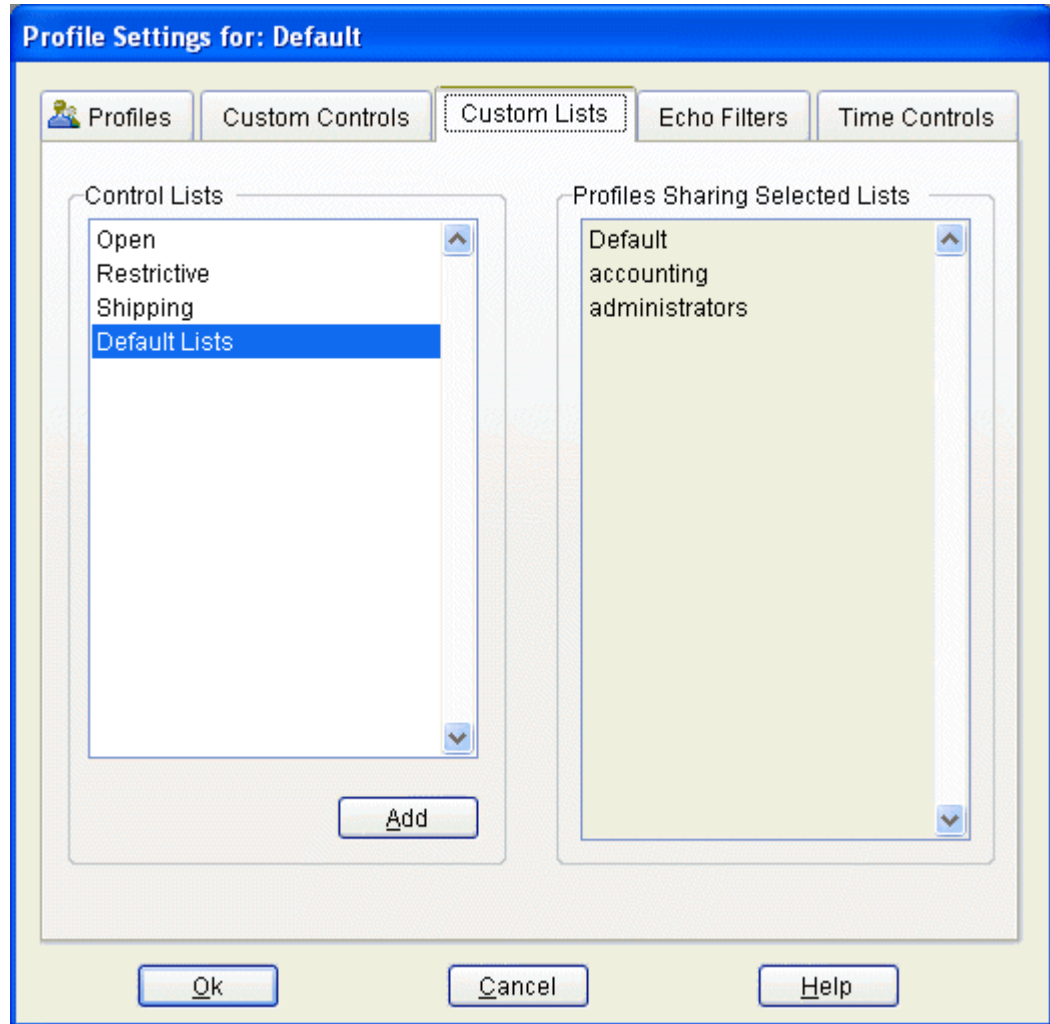 Profile Settings for: Default
Profiles
Custom Controls
Custom Lists
Echo Filters
Time Controls
Control Lists
Open
Restrictive
Shipping
Default Lists
Add
Profiles Sharing Selected Lists
Default
accounting
administrators
Ok
Cancel
Help